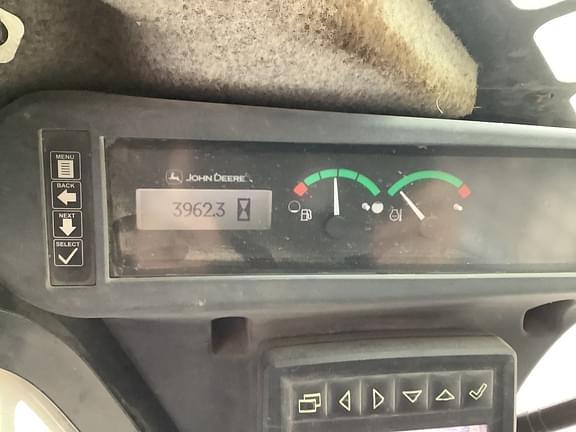 MENU
BACK
NEXT
SELECT
JOHN DEERE
3962.3